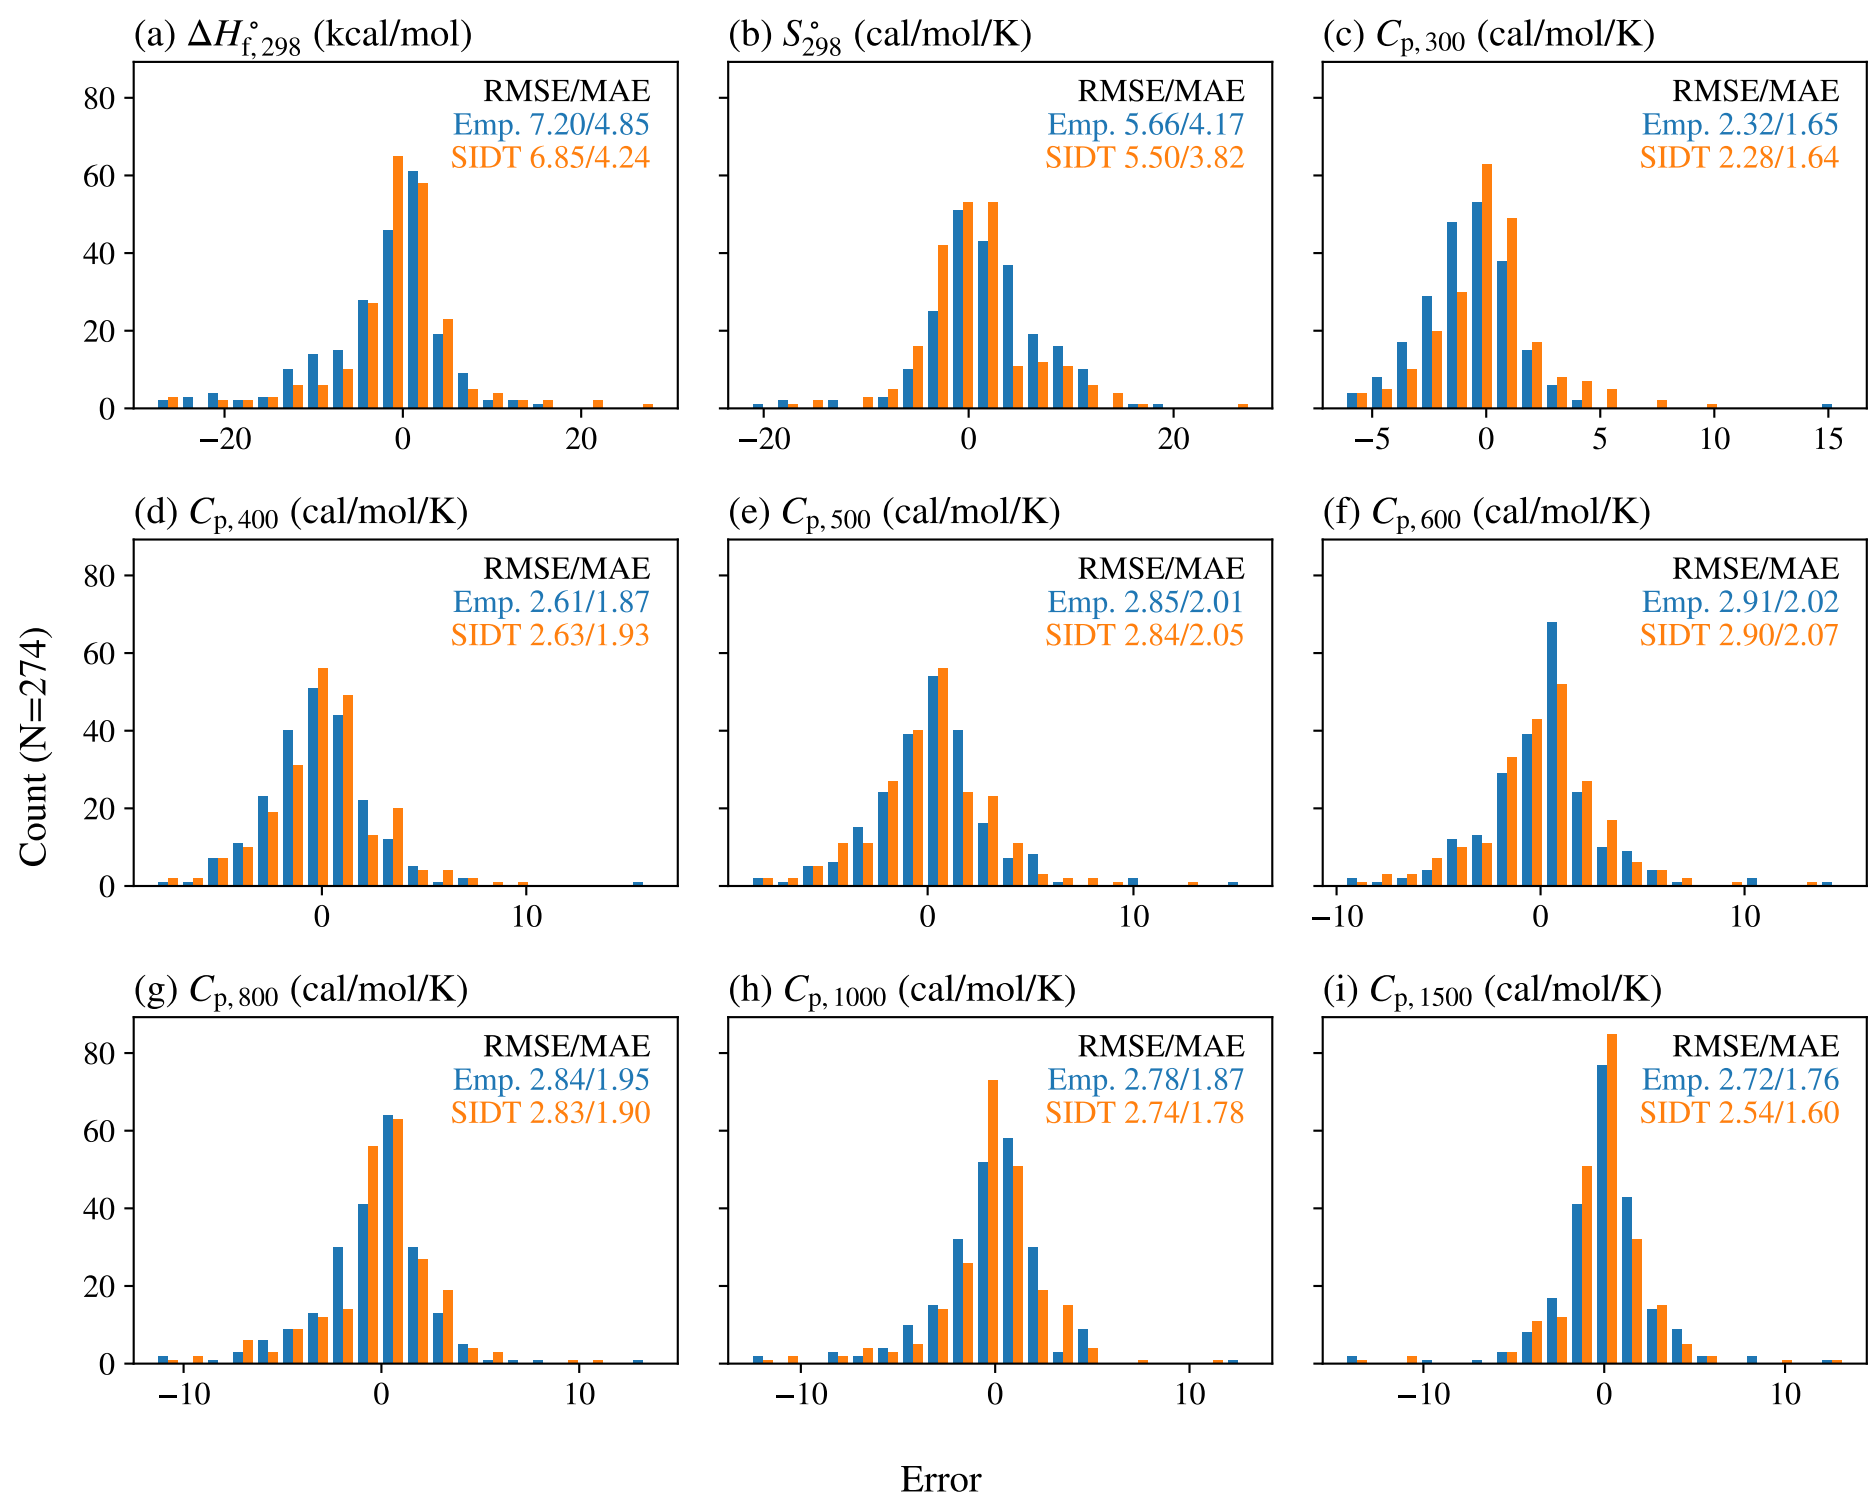 (a) ΔH°f,298 (kcal/mol)
RMSE/MAE
Emp. 7.20/4.85
SIDT 6.85/4.24
80
60
40
20
0
−20 0 20
(b) S°298 (cal/mol/K)
RMSE/MAE
Emp. 5.66/4.17
SIDT 5.50/3.82
−20 0 20
(c) Cp,300 (cal/mol/K)
RMSE/MAE
Emp. 2.32/1.65
SIDT 2.28/1.64
−5 0 5 10 15
(d) Cp,400 (cal/mol/K)
RMSE/MAE
Emp. 2.61/1.87
SIDT 2.63/1.93
80
60
40
20
0
0 10
(e) Cp,500 (cal/mol/K)
RMSE/MAE
Emp. 2.85/2.01
SIDT 2.84/2.05
0 10
(f) Cp,600 (cal/mol/K)
RMSE/MAE
Emp. 2.91/2.02
SIDT 2.90/2.07
−10 0 10
Count (N=274)
(g) Cp,800 (cal/mol/K)
RMSE/MAE
Emp. 2.84/1.95
SIDT 2.83/1.90
80
60
40
20
0
−10 0 10
(h) Cp,1000 (cal/mol/K)
RMSE/MAE
Emp. 2.78/1.87
SIDT 2.74/1.78
−10 0 10
(i) Cp,1500 (cal/mol/K)
RMSE/MAE
Emp. 2.72/1.76
SIDT 2.54/1.60
−10 0 10
Error